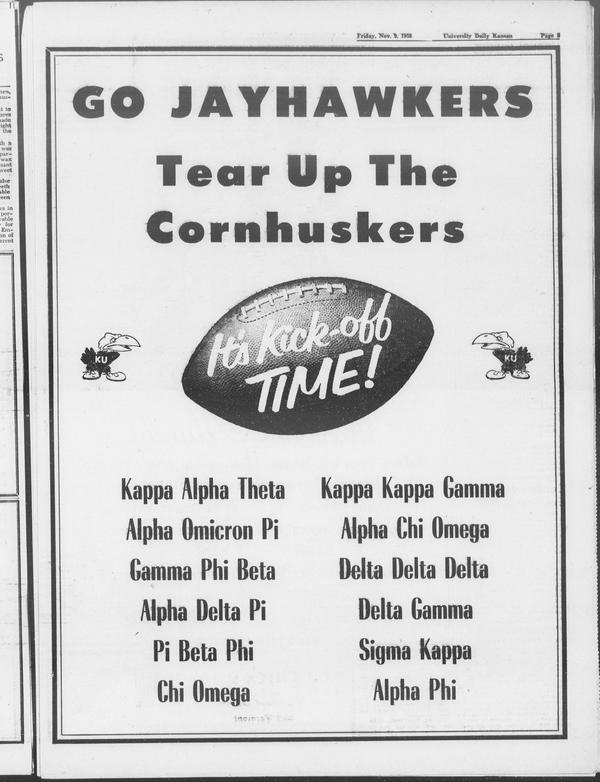 Friday, Nov. 9, 1956 University Daily Kansan Page 5
GO JAYHAWKERS
Tear Up The
Cornhuskers
It's Kick-off
TIME!
KU
KU
Kappa Alpha Theta
Alpha Omicron Pi
Gamma Phi Beta
Alpha Delta Pi
Pi Beta Phi
Chi Omega
Kappa Kappa Gamma
Alpha Chi Omega
Delta Delta Delta
Delta Gamma
Sigma Kappa
Alpha Phi